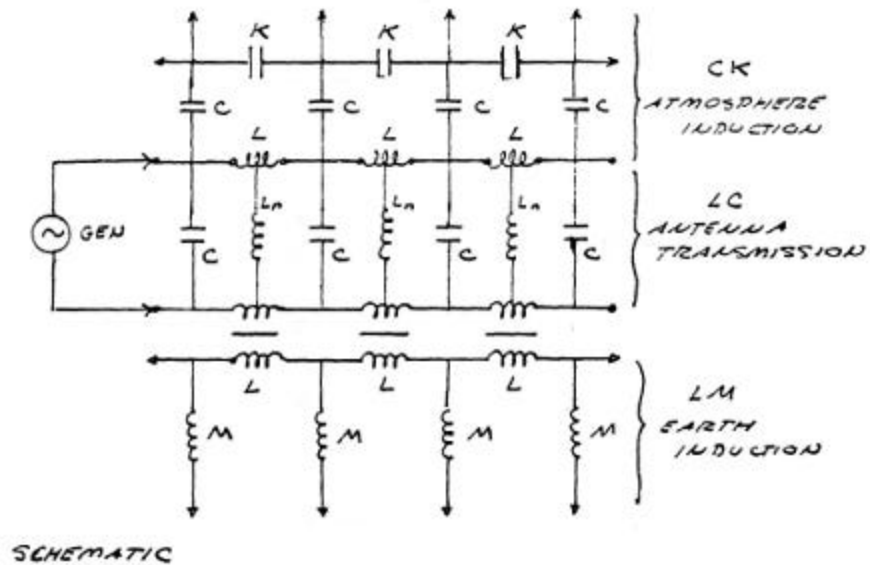 K K K
CK
ATMOSPHERE
INDUCTION
C C C C
L L L
GEN
Ln Ln Ln
LC
ANTENNA
TRANSMISSION
C C C C
L L L
LM
EARTH
INDUCTION
M M M M
SCHEMATIC